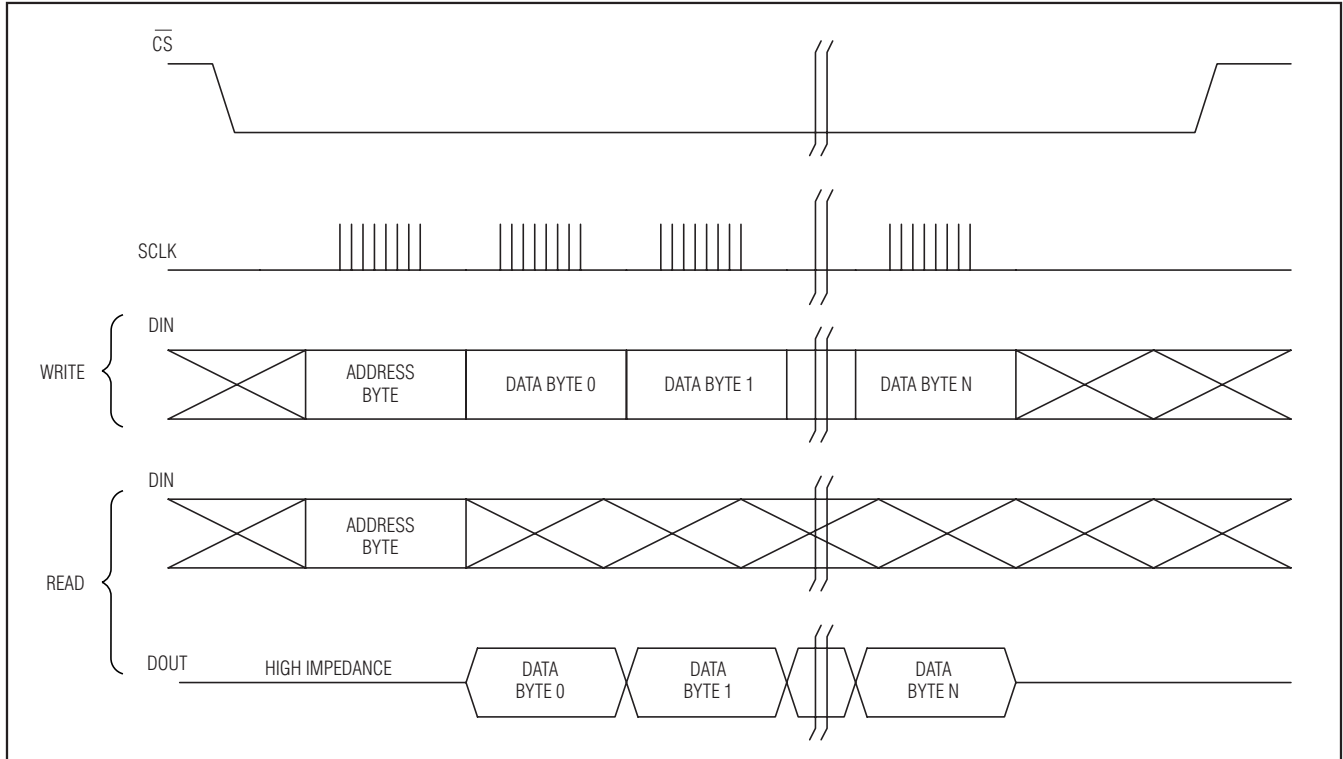 CS
SCLK
DIN
WRITE
ADDRESS
BYTE
DATA BYTE 0
DATA BYTE 1
DATA BYTE N
DIN
ADDRESS
BYTE
READ
DOUT
HIGH IMPEDANCE
DATA
BYTE 0
DATA
BYTE 1
DATA
BYTE N